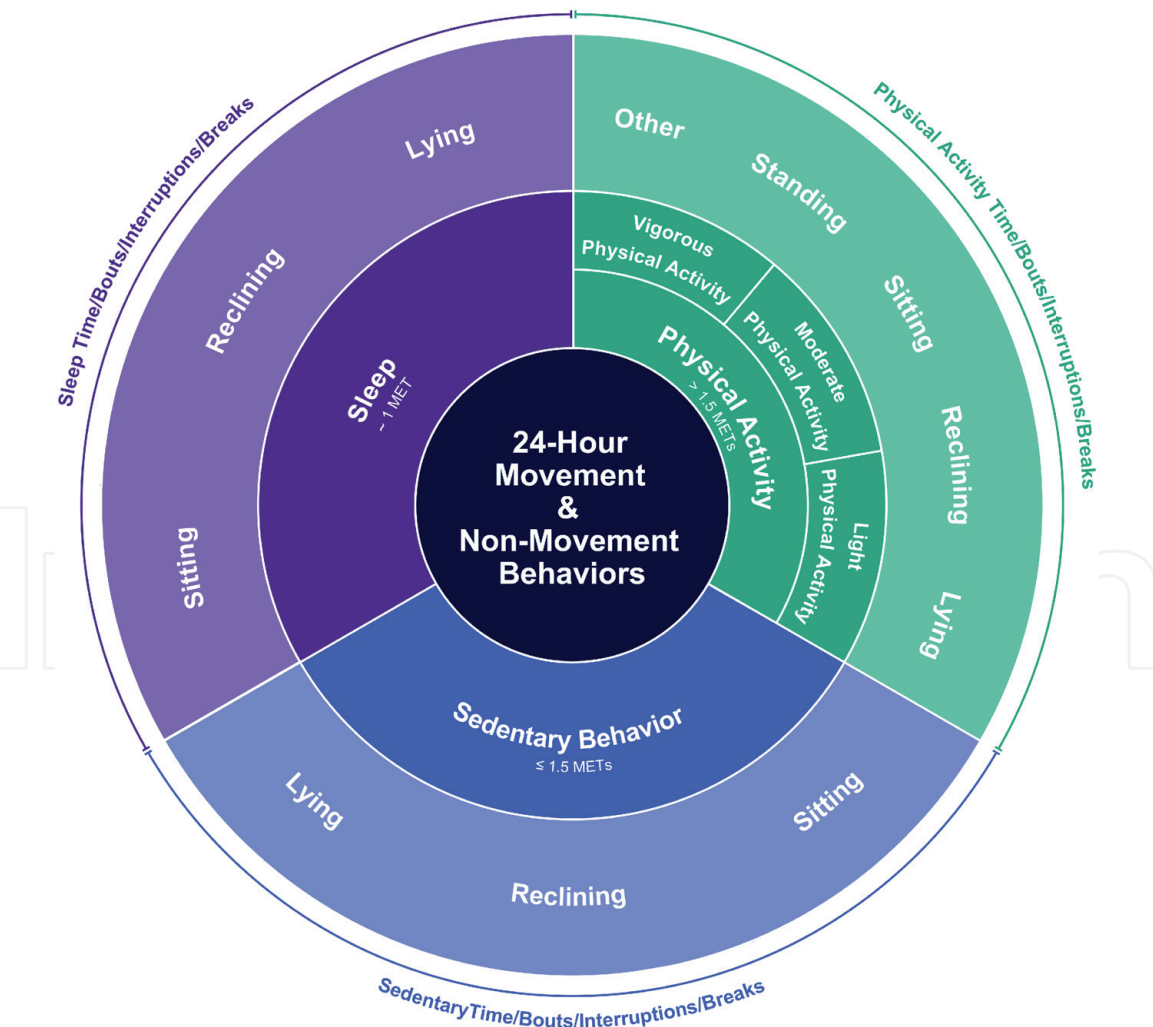 24-Hour
Movement
&
Non-Movement
Behaviors
Physical Activity
> 1.5 METs
Vigorous
Physical Activity
Moderate
Physical Activity
Light
Physical Activity
Other
Standing
Sitting
Reclining
Lying
Physical Activity Time/Bouts/Interruptions/Breaks
Sedentary Behavior
≤ 1.5 METs
Sitting
Reclining
Lying
SedentaryTime/Bouts/Interruptions/Breaks
Sleep
~ 1 MET
Sitting
Reclining
Lying
Sleep Time/Bouts/Interruptions/Breaks